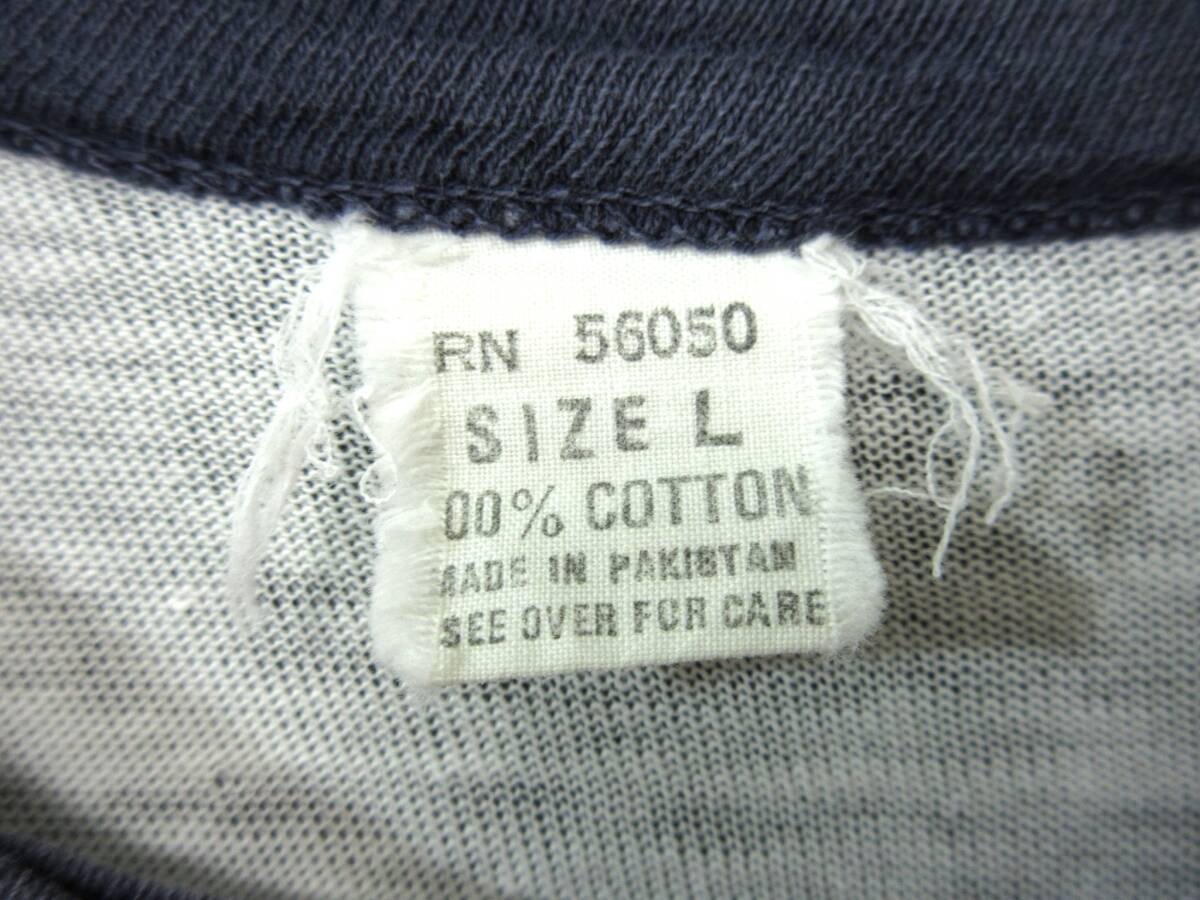 RN 56050
SIZE L
00% COTTON
MADE IN PAKISTAN
SEE OVER FOR CARE